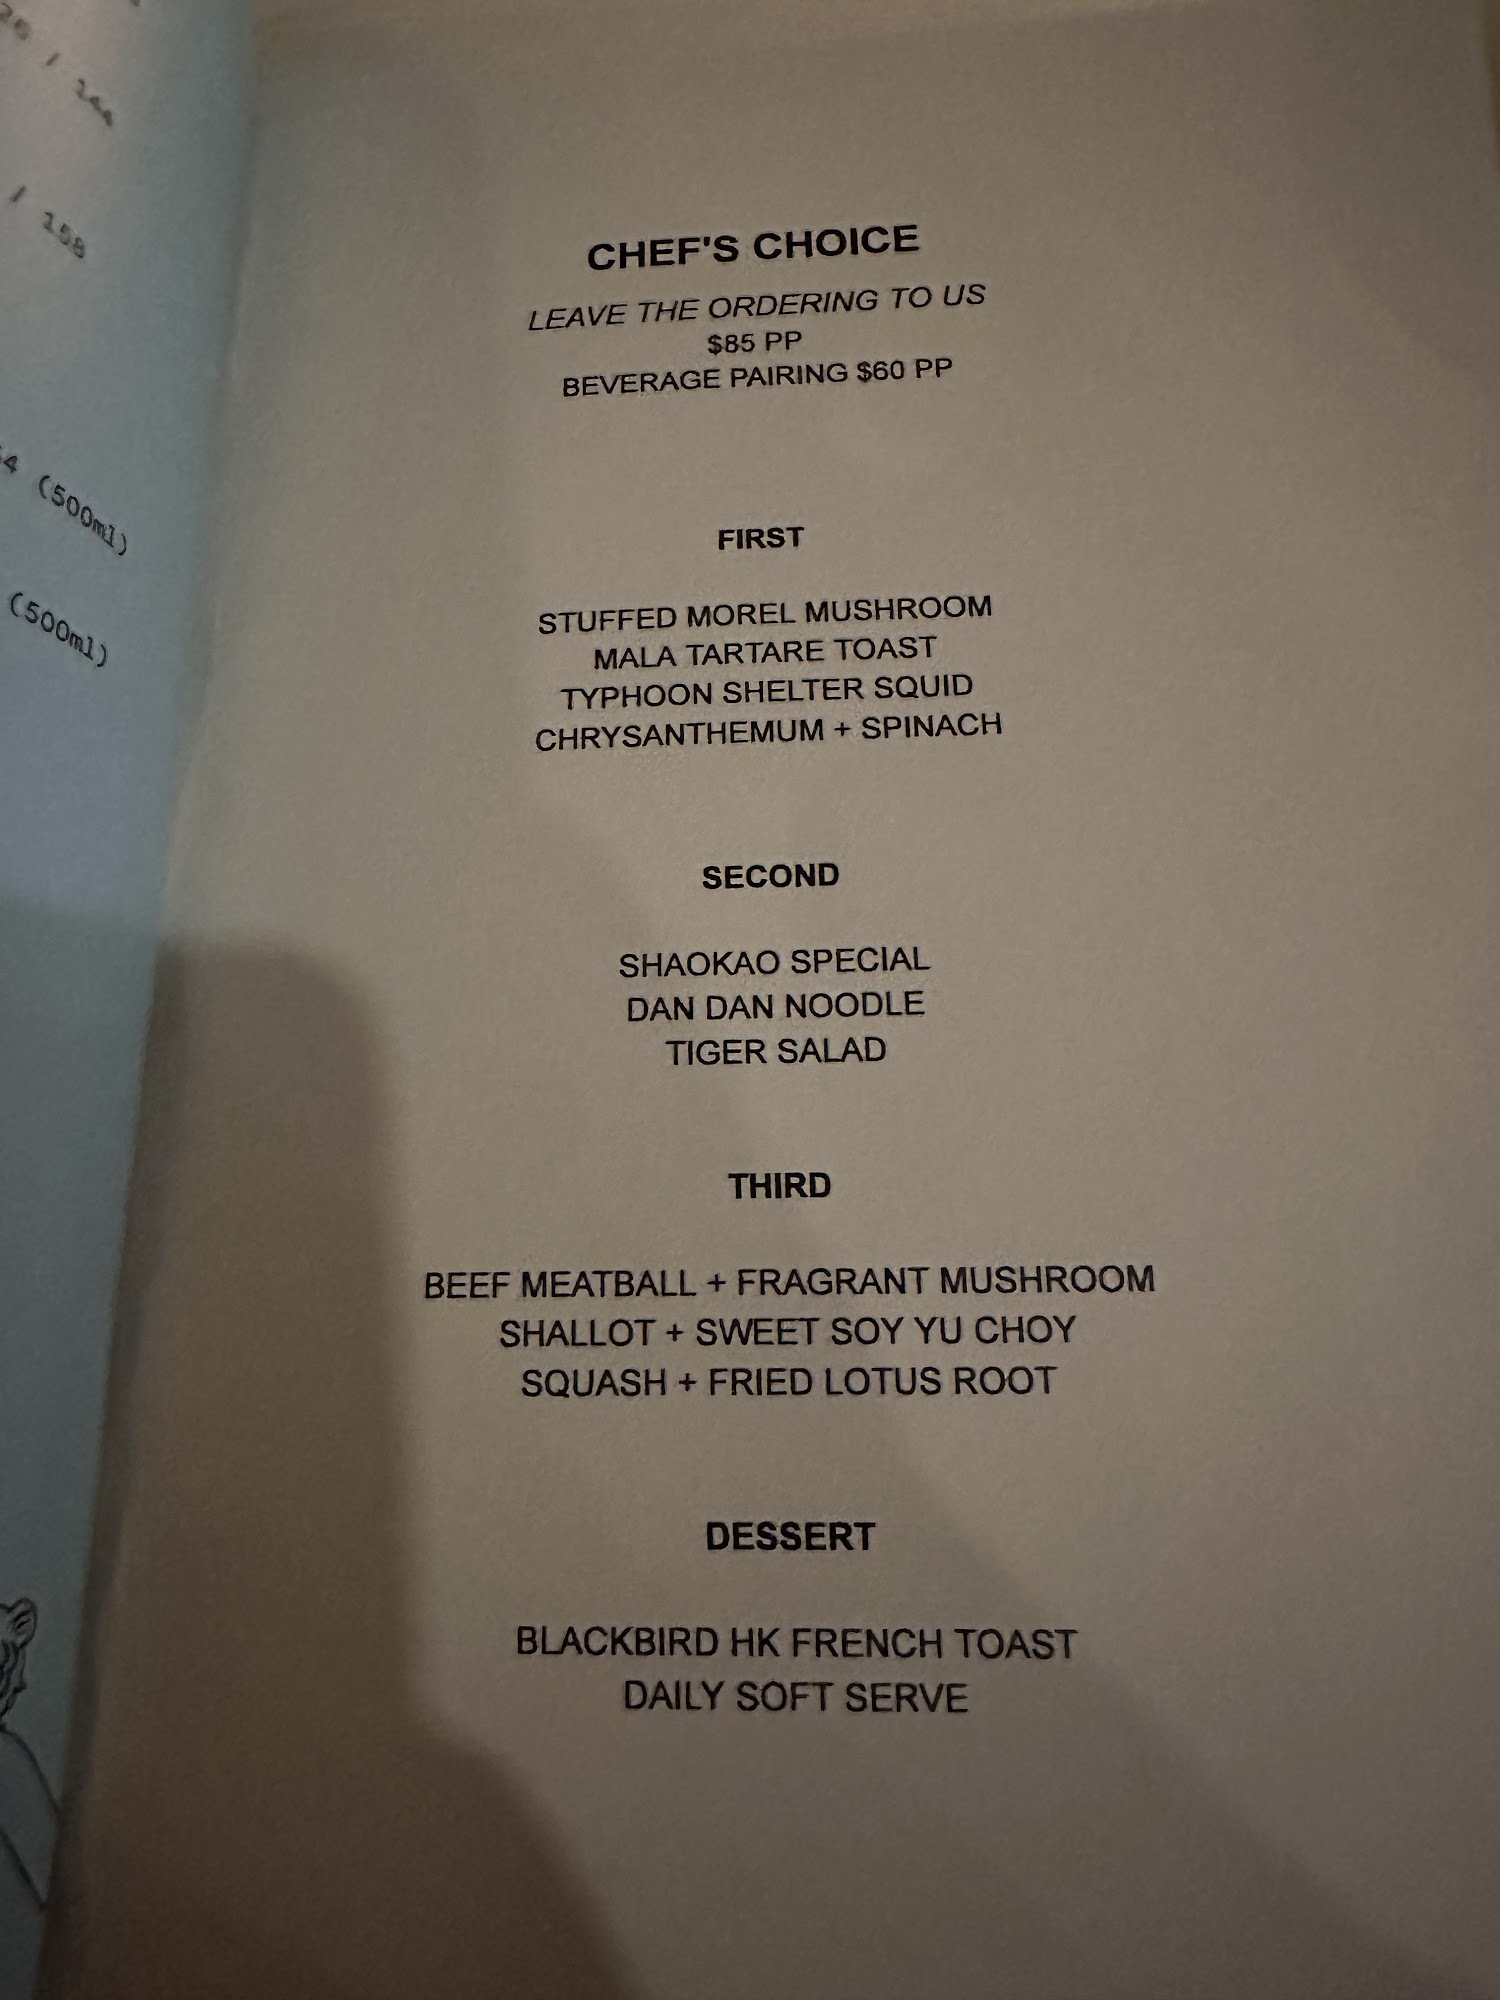 / 144
/ 158
(500ml)
(500ml)
CHEF'S CHOICE
LEAVE THE ORDERING TO US
$85 PP
BEVERAGE PAIRING $60 PP
FIRST
STUFFED MOREL MUSHROOM
MALA TARTARE TOAST
TYPHOON SHELTER SQUID
CHRYSANTHEMUM + SPINACH
SECOND
SHAOKAO SPECIAL
DAN DAN NOODLE
TIGER SALAD
THIRD
BEEF MEATBALL + FRAGRANT MUSHROOM
SHALLOT + SWEET SOY YU CHOY
SQUASH + FRIED LOTUS ROOT
DESSERT
BLACKBIRD HK FRENCH TOAST
DAILY SOFT SERVE